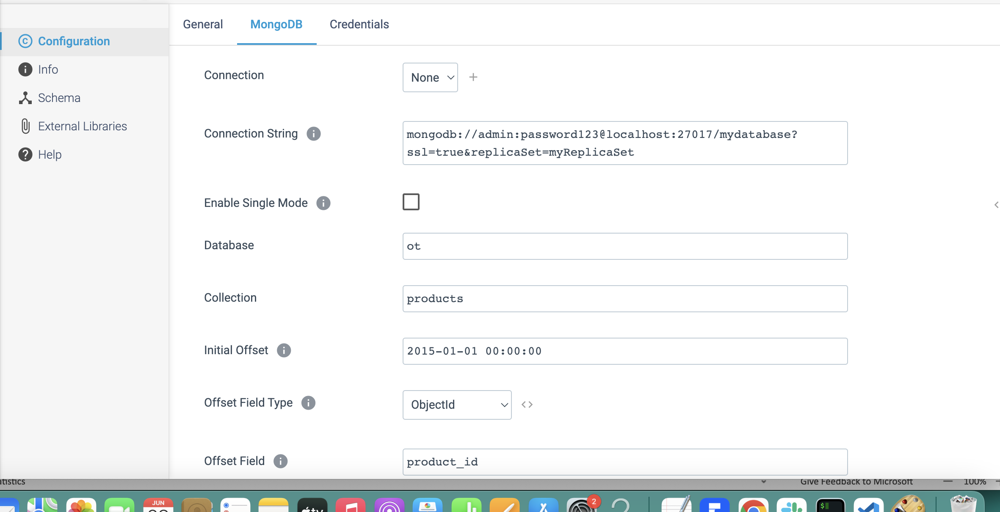 General MongoDB Credentials
Configuration
Info
Schema
External Libraries
Help
Connection None
Connection String mongodb://admin:password123@localhost:27017/mydatabase?
ssl=true&replicaSet=myReplicaSet
Enable Single Mode
Database ot
Collection products
Initial Offset 2015-01-01 00:00:00
Offset Field Type ObjectId
Offset Field product_id
atistics Give Feedback to Microsoft 100%
JUN 2
tv